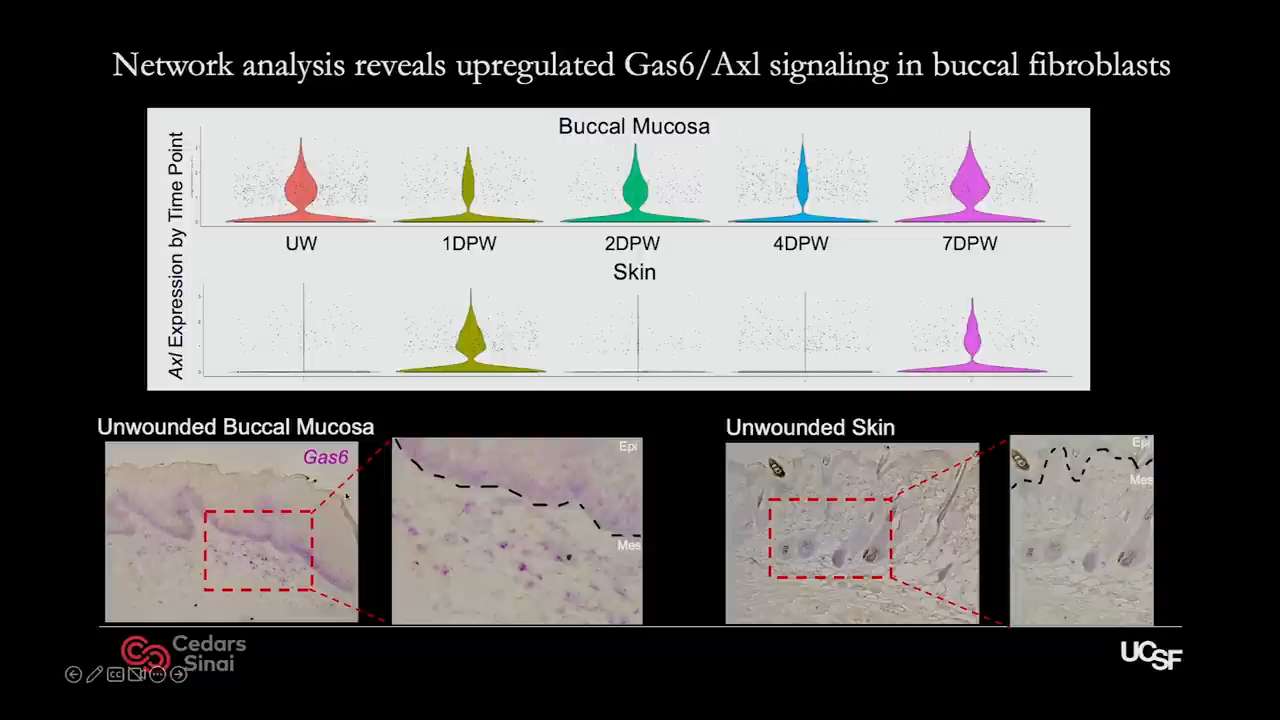 Network analysis reveals upregulated Gas6/Axl signaling in buccal fibroblasts
Axl Expression by Time Point
Buccal Mucosa
UW 1DPW 2DPW 4DPW 7DPW
Skin
Unwounded Buccal Mucosa
Gas6
Epi
Mes
Unwounded Skin
Epi
Mes
Cedars
Sinai
CC
UCSF